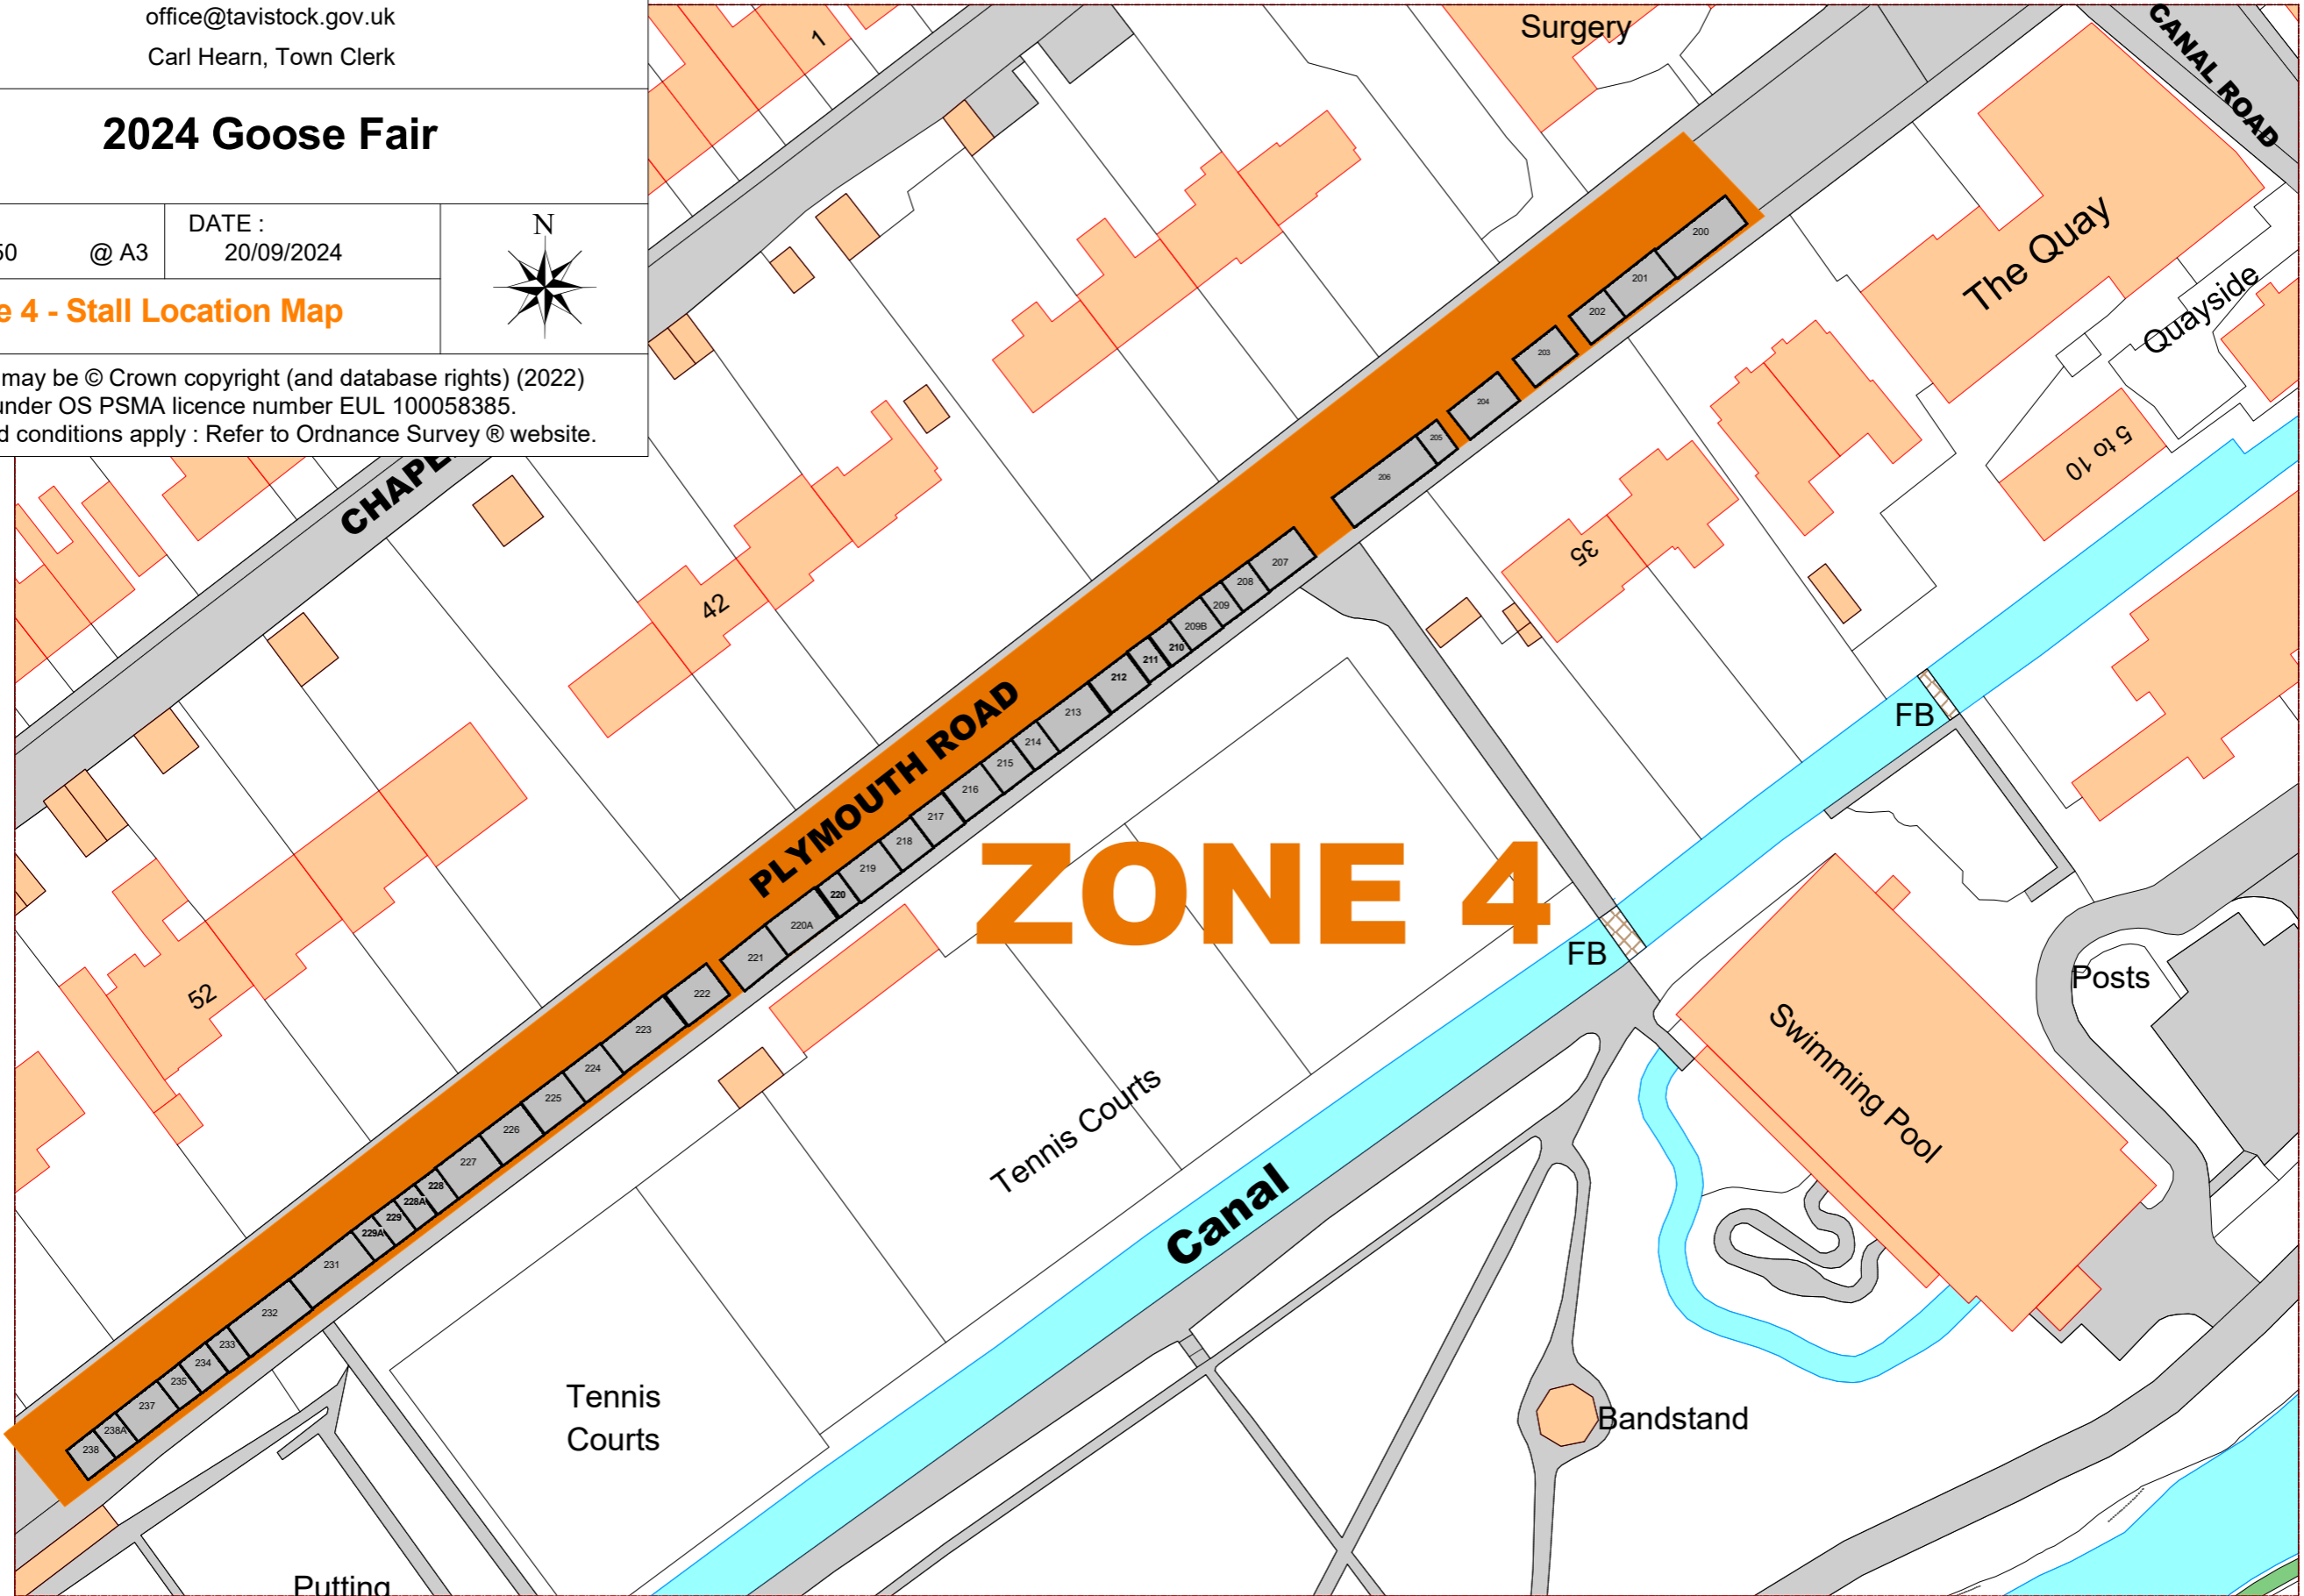 office@tavistock.gov.uk
Carl Hearn, Town Clerk
2024 Goose Fair
@ A3
DATE :
20/09/2024
N
4 - Stall Location Map
may be © Crown copyright (and database rights) (2022)
under OS PSMA licence number EUL 100058385.
conditions apply : Refer to Ordnance Survey ® website.
1
Surgery
CANAL ROAD
The Quay
Quayside
5 to 10
35
42
52
PLYMOUTH ROAD
200
201
202
203
204
205
206
207
208
209
209B
210
211
212
213
214
215
216
217
218
219
220
220A
221
222
223
224
225
226
227
228
228A
229
229A
231
232
233
234
235
237
238A
238
ZONE 4
FB
FB
Posts
Swimming Pool
Tennis Courts
Canal
Tennis
Courts
Bandstand
Putting